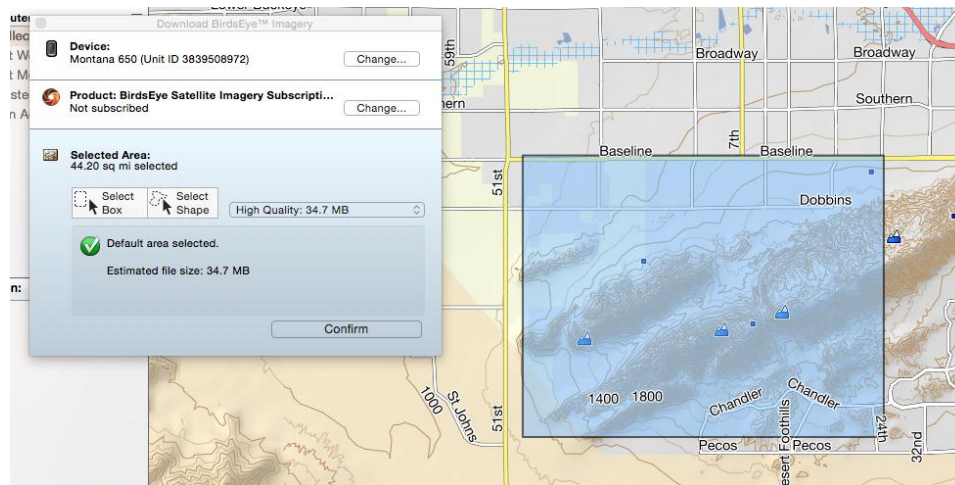 Download BirdsEye™ Imagery
Device:
Montana 650 (Unit ID 3839508972)
Change...
Product: BirdsEye Satellite Imagery Subscripti...
Not subscribed
Change...
Selected Area:
44.20 sq mi selected
Select
Box
Select
Shape
High Quality: 34.7 MB
Default area selected.
Estimated file size: 34.7 MB
Confirm
n:
59th
Broadway
Broadway
Southern
7th
Baseline
Baseline
51st
Dobbins
1400
1800
Chandler
Chandler
1000
St Johns
51st
Pecos
Pecos
24th
32nd